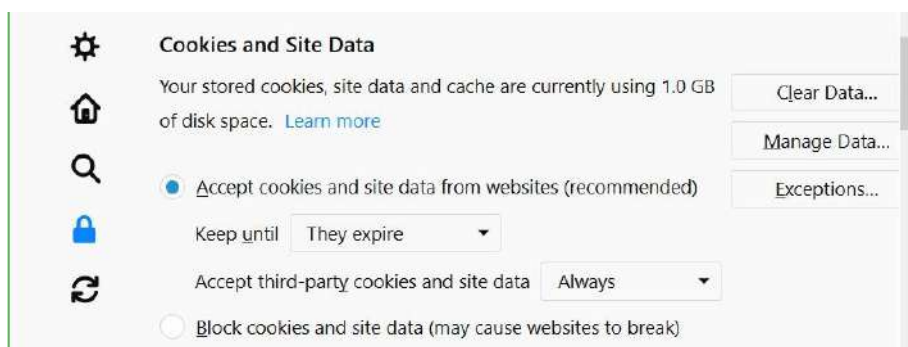 Cookies and Site Data
Your stored cookies, site data and cache are currently using 1.0 GB
of disk space. Learn more
Clear Data...
Manage Data...
Accept cookies and site data from websites (recommended)
Exceptions...
Keep until They expire
Accept third-party cookies and site data Always
Block cookies and site data (may cause websites to break)